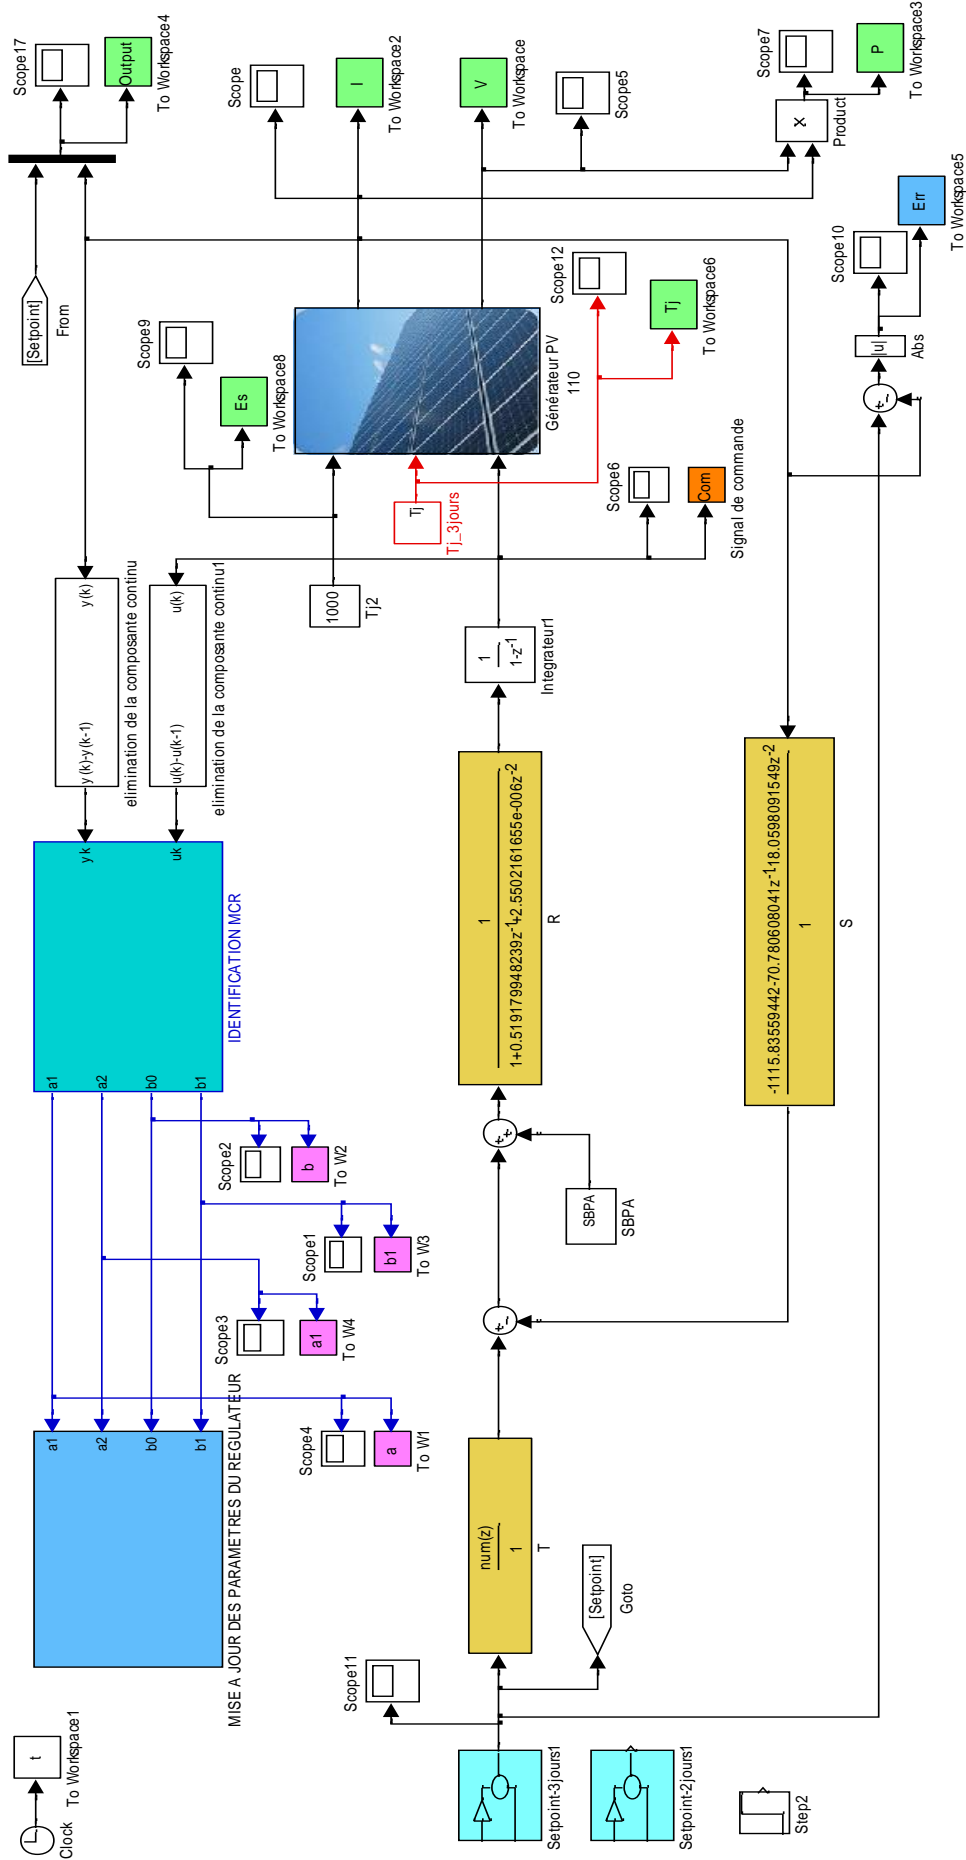 Clock
t
To Workspace1
MISE A JOUR DES PARAMETRES DU REGULATEUR
a1
a2
b0
b1
IDENTIFICATION MCR
a1
a2
b0
b1
yk
uk
y(k)-y(k-1)
y(k)
elimination de la composante continu
u(k)-u(k-1)
u(k)
elimination de la composante continu1
[Setpoint]
From
Scope17
Output
To Workspace4
Scope4
a
To W1
Scope3
a1
To W4
Scope1
b1
To W3
Scope2
b
To W2
Scope9
Es
To Workspace8
Scope
I
To Workspace2
V
To Workspace
Scope5
1000
Tj2
Tj
Tj_3jours
Générateur PV
110
Scope12
Tj
To Workspace6
Scope6
Com
Signal de commande
Scope7
P
To Workspace3
x
Product
Scope11
Setpoint-3jours1
num(z)
1
T
[Setpoint]
Goto
+
-
+
+
SBPA
SBPA
1
1+0.519179948239z-1+2.5502161655e-006z-2
R
1
1-z-1
Integrateur1
Setpoint-2jours1
Step2
-1115.83559442-70.780608041z-1-18.0598091549z-2
1
S
+
-
|u|
Abs
Scope10
Err
To Workspace5